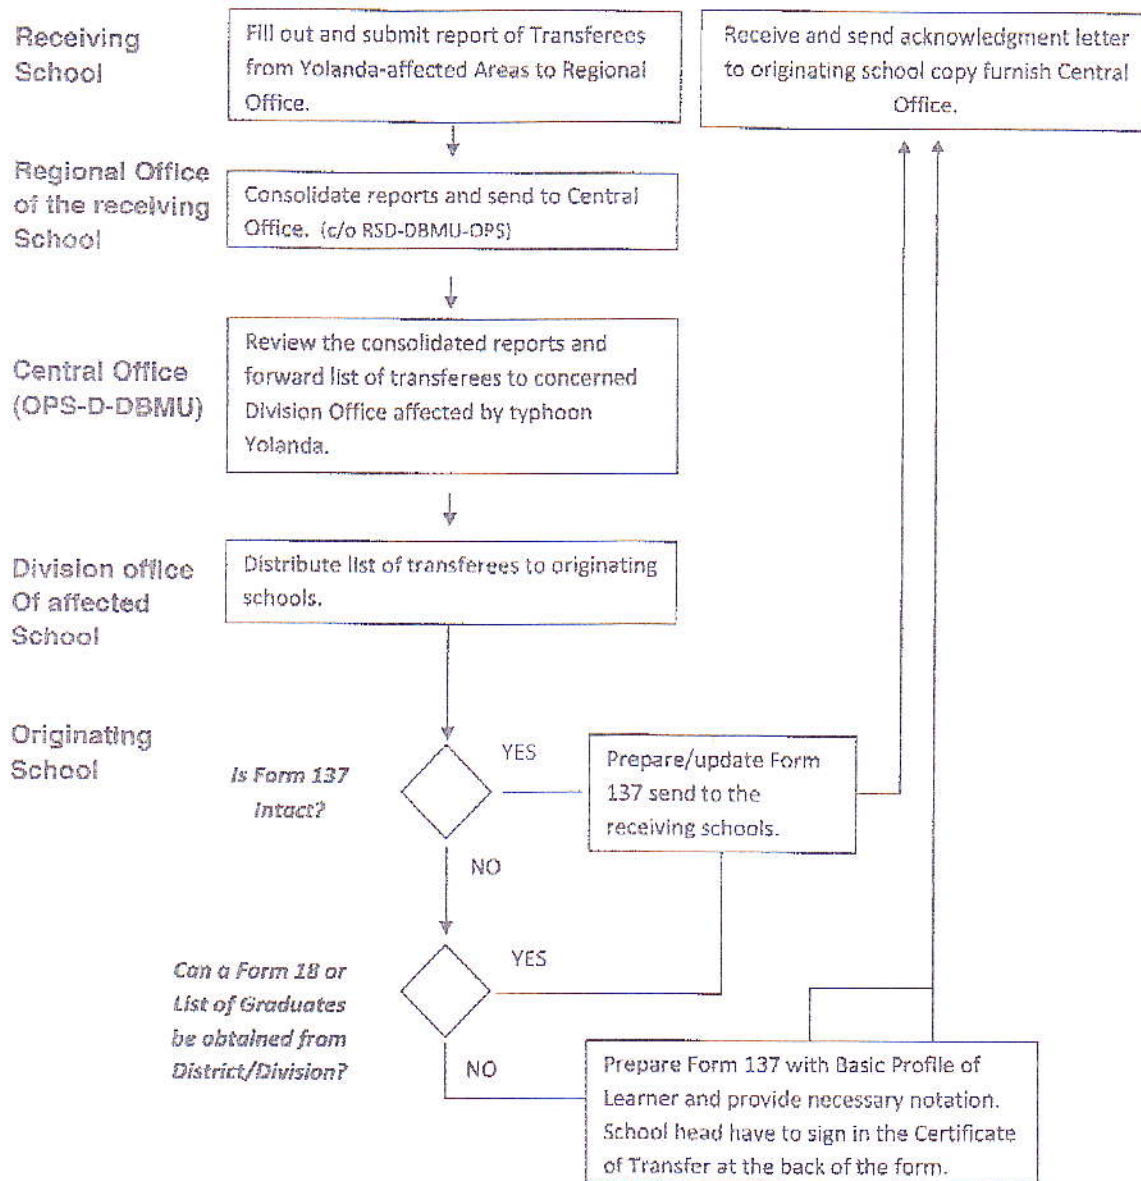 Receiving
School
Fill out and submit report of Transferees
from Yolanda-affected Areas to Regional
Office.
Receive and send acknowledgment letter
to originating school copy furnish Central
Office.
Regional Office
of the receiving
School
Consolidate reports and send to Central
Office. (c/o RSD-DBMU-OPS)
Central Office
(OPS-D-DBMU)
Review the consolidated reports and
forward list of transferees to concerned
Division Office affected by typhoon
Yolanda.
Division office
Of affected
School
Distribute list of transferees to originating
schools.
Originating
School
Is Form 137
Intact?
YES
Prepare/update Form
137 send to the
receiving schools.
NO
Can a Form 18 or
List of Graduates
be obtained from
District/Division?
YES
NO
Prepare Form 137 with Basic Profile of
Learner and provide necessary notation.
School head have to sign in the Certificate
of Transfer at the back of the form.